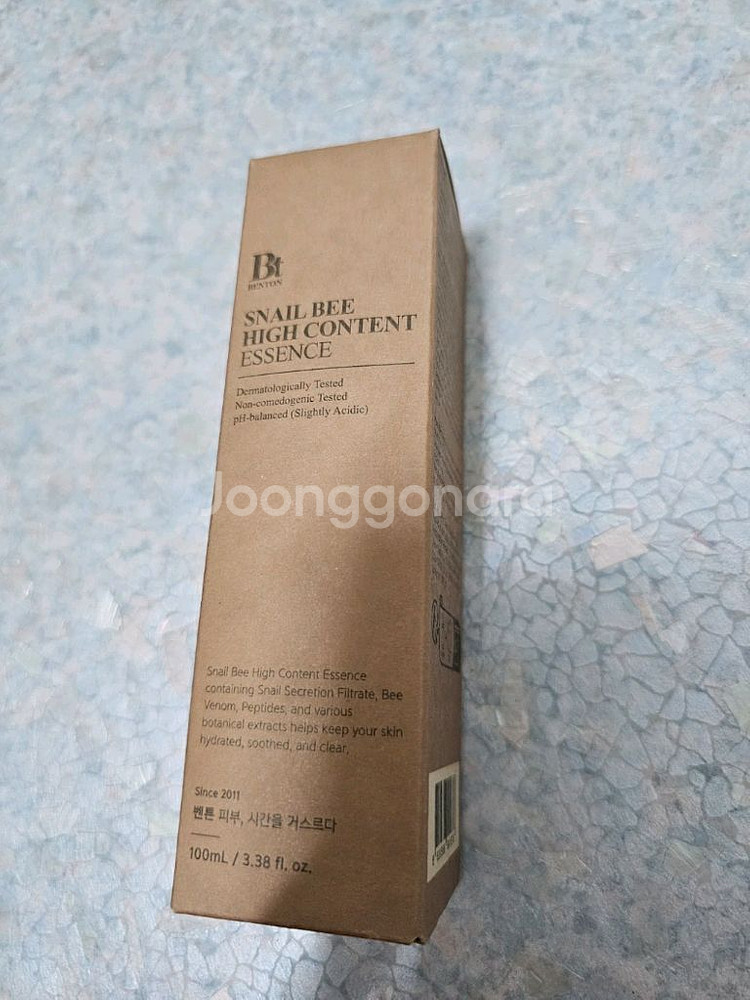 Bt
BENTON
SNAIL BEE
HIGH CONTENT
ESSENCE
Dermatologically Tested
Non-comedogenic Tested
pH-balanced (Slightly Acidic)
Joonggonara
Snail Bee High Content Essence
containing Snail Secretion Filtrate, Bee
Venom, Peptides, and various
botanical extracts helps keep your skin
hydrated, soothed, and clear.
Since 2011
벤튼 피부, 시간을 거스르다
100mL / 3.38 fl. oz.